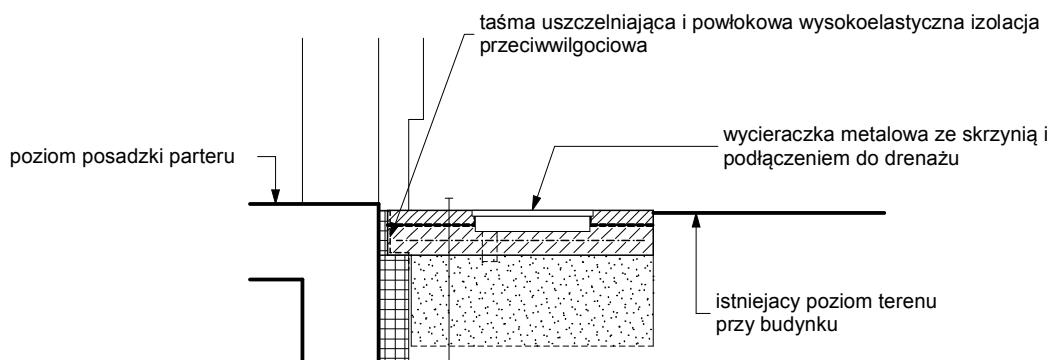 taśma uszczelniająca i powłokowa wysokoelastyczna izolacja
przeciwwilgociowa
wycieraczka metalowa ze skrzynią i
podłączeniem do drenażu
poziom posadzki parteru
istniejacy poziom terenu
przy budynku